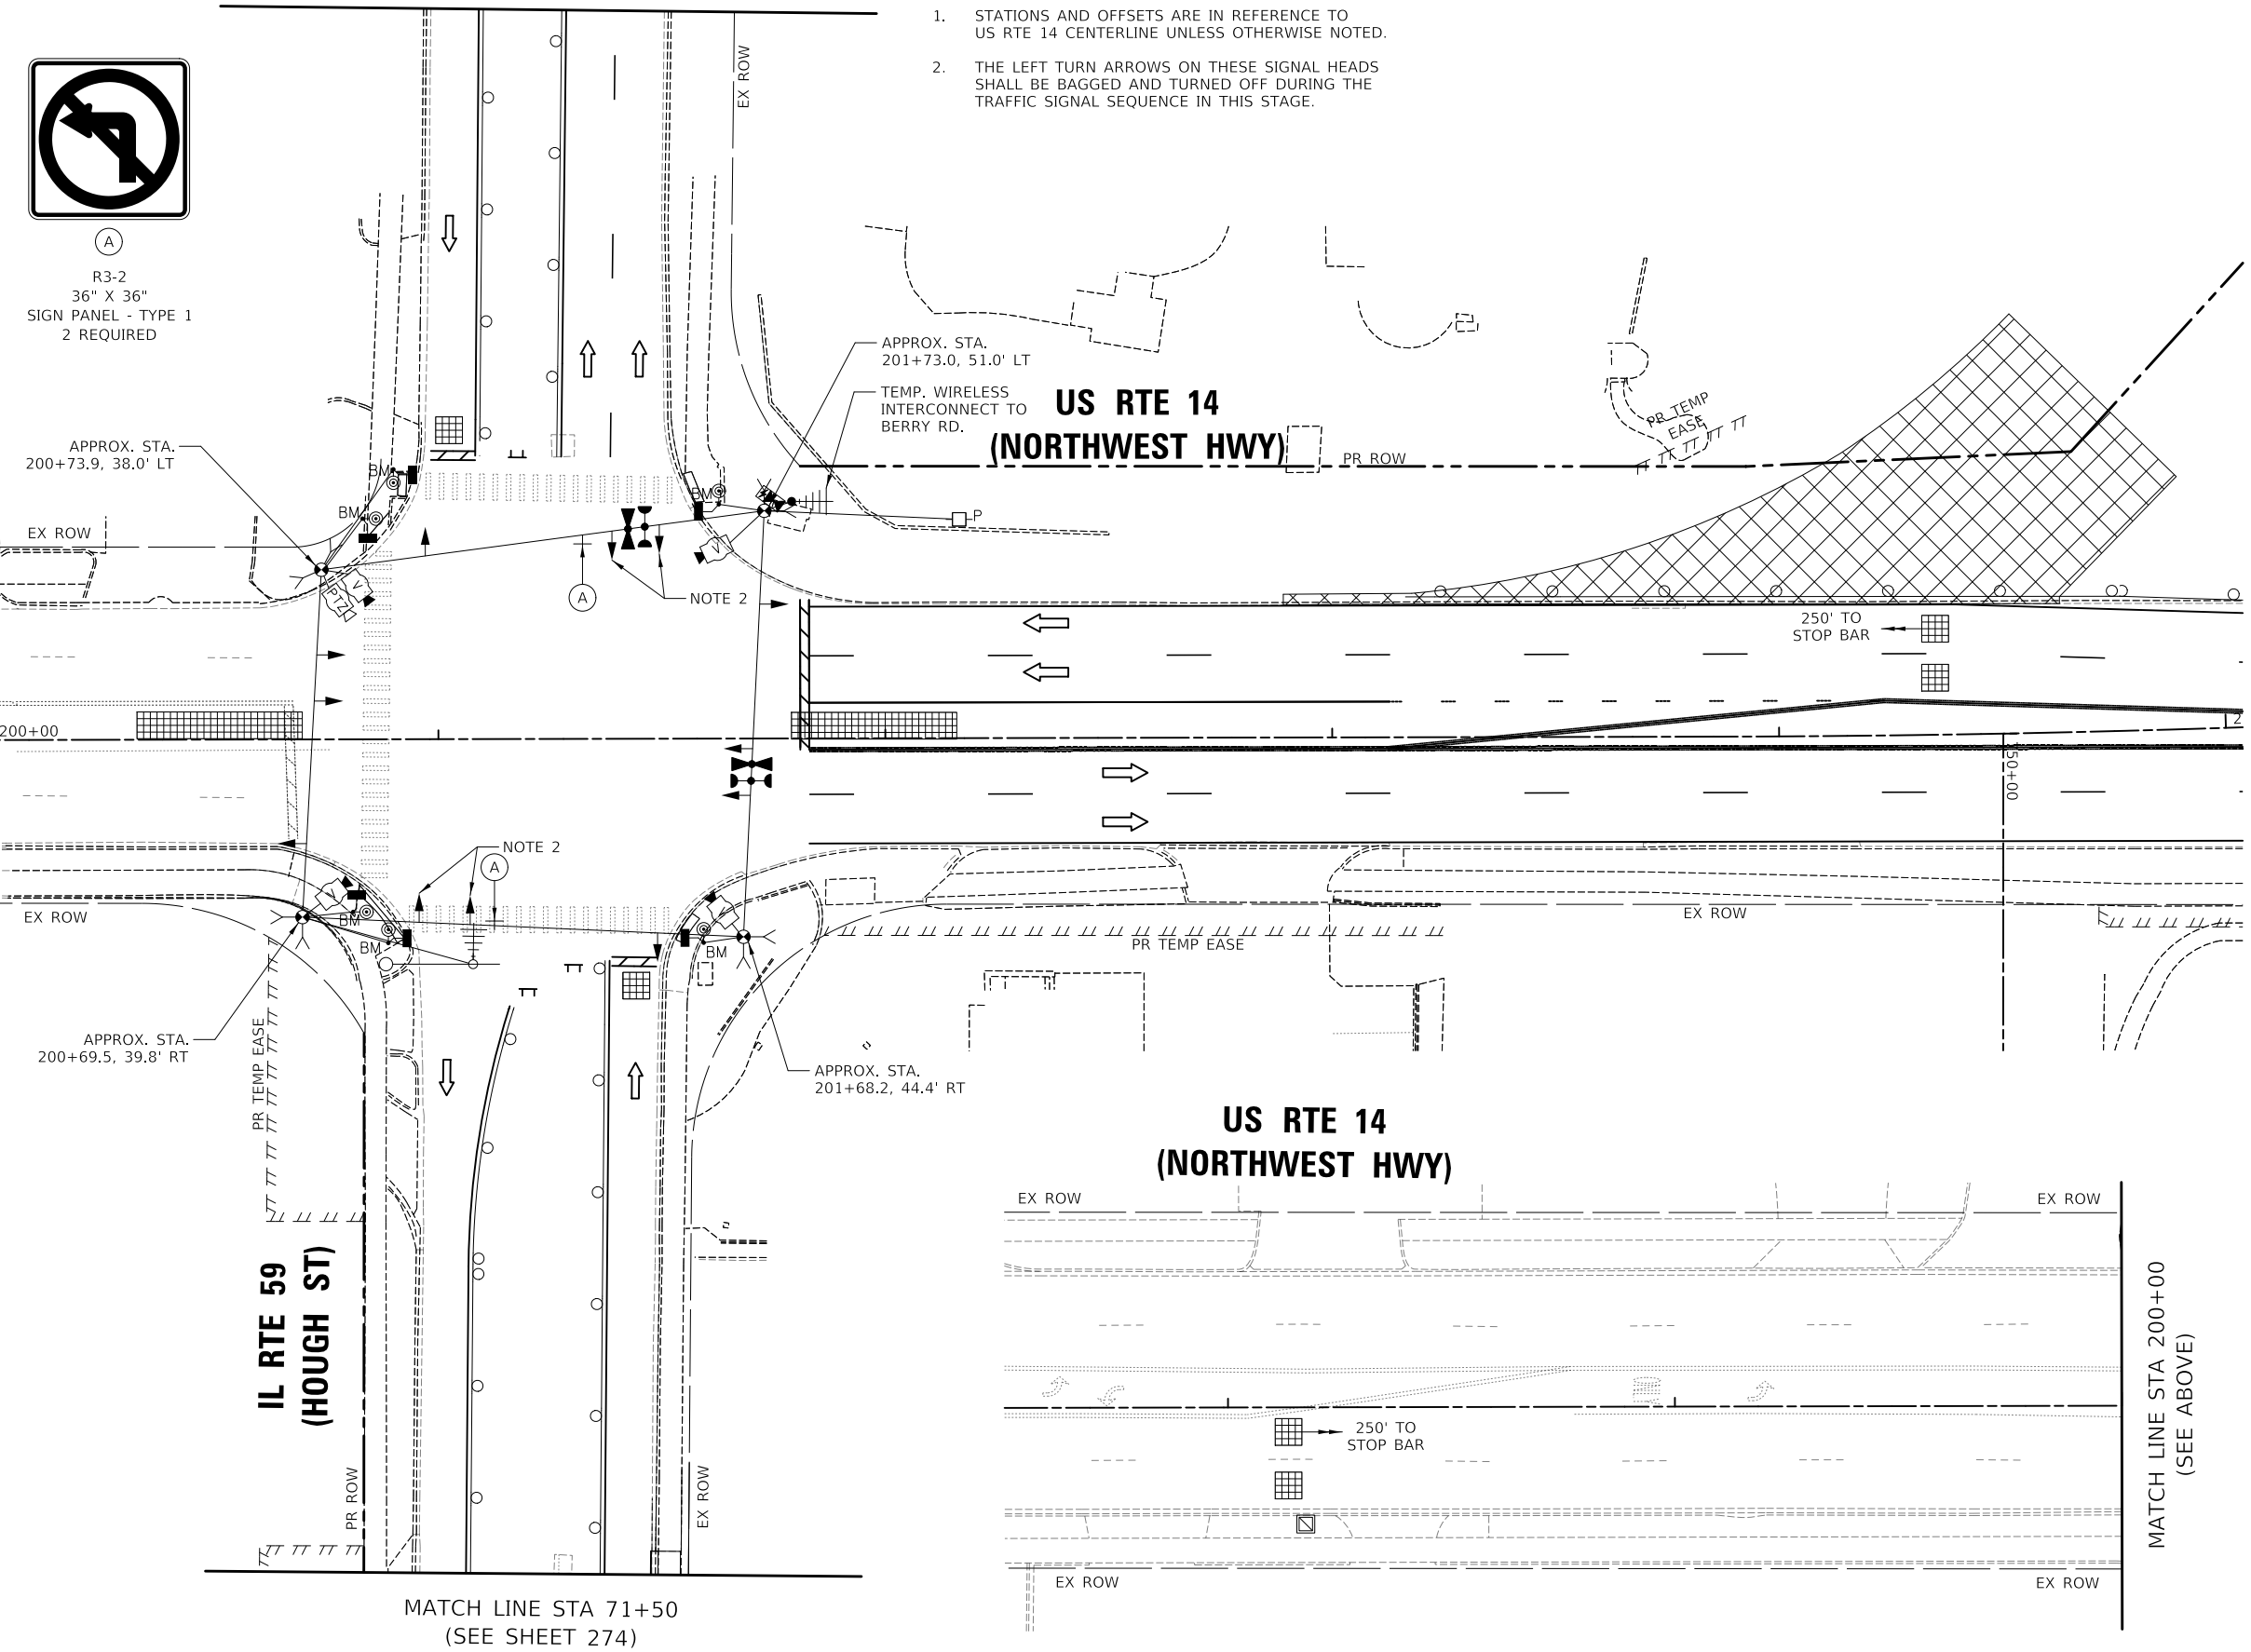 1. STATIONS AND OFFSETS ARE IN REFERENCE TO
US RTE 14 CENTERLINE UNLESS OTHERWISE NOTED.
2. THE LEFT TURN ARROWS ON THESE SIGNAL HEADS
SHALL BE BAGGED AND TURNED OFF DURING THE
TRAFFIC SIGNAL SEQUENCE IN THIS STAGE.
EX ROW
A
R3-2
36" X 36"
SIGN PANEL - TYPE 1
2 REQUIRED
APPROX. STA.
201+73.0, 51.0' LT
TEMP. WIRELESS
INTERCONNECT TO
BERRY RD.
US RTE 14
(NORTHWEST HWY)
PR TEMP
EASE
PR ROW
APPROX. STA.
200+73.9, 38.0' LT
BM
BM
BM
EX ROW
P
V
V
PTZ
A
NOTE 2
250' TO
STOP BAR
200+00
2
50+00
NOTE 2
A
V
V
BM
BM
BM
EX ROW
EX ROW
PR TEMP EASE
APPROX. STA.
200+69.5, 39.8' RT
PR TEMP EASE
APPROX. STA.
201+68.2, 44.4' RT
US RTE 14
(NORTHWEST HWY)
EX ROW
EX ROW
IL RTE 59
(HOUGH ST)
PR ROW
EX ROW
250' TO
STOP BAR
MATCH LINE STA 200+00
(SEE ABOVE)
EX ROW
EX ROW
MATCH LINE STA 71+50
(SEE SHEET 274)